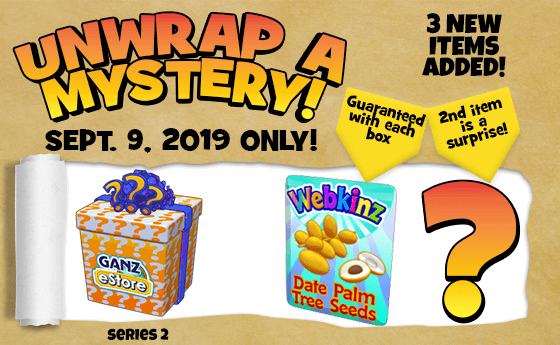 UNWRAP A
MYSTERY!
SEPT. 9, 2019 ONLY!
3 NEW
ITEMS
ADDED!
Guaranteed
with each
box
2nd item
is a
surprise!
GANZ
eStore
Series 2
Webkinz
Date Palm
Tree Seeds
?